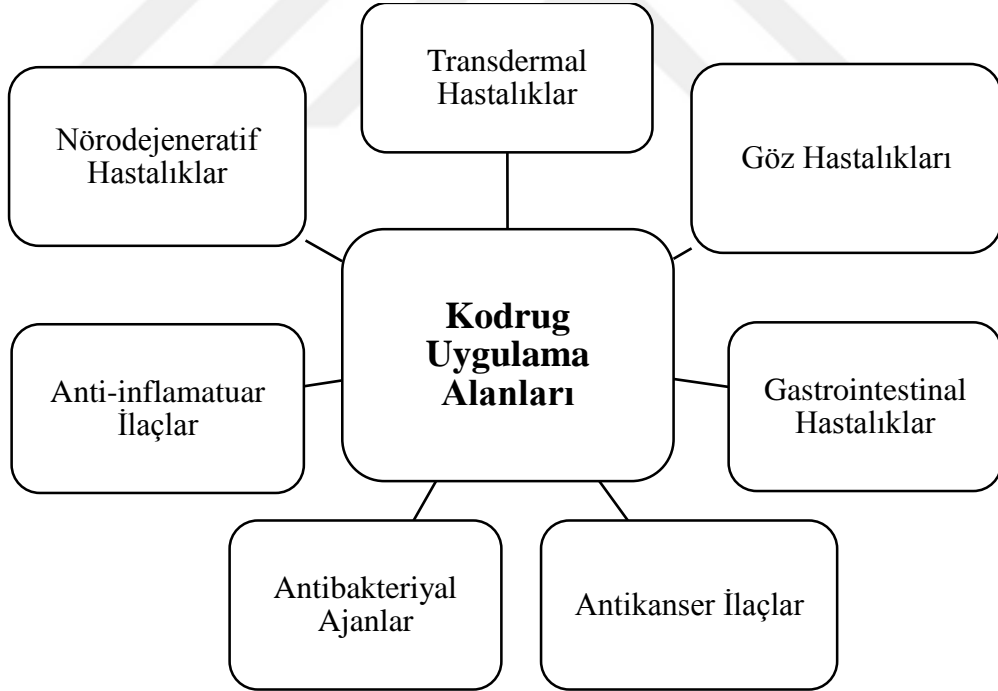 Transdermal
Hastalıklar
Nörodejeneratif
Hastalıklar
Göz Hastalıkları
Kodrug
Uygulama
Alanları
Anti-inflamatuar
İlaçlar
Gastrointestinal
Hastalıklar
Antibakteriyal
Ajanlar
Antikanser İlaçlar